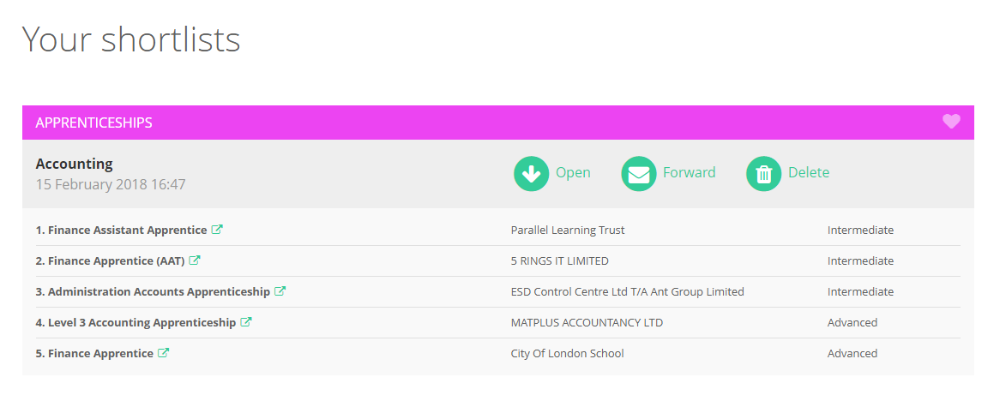 Your shortlists
APPRENTICESHIPS
Accounting
15 February 2018 16:47
Open Forward Delete
1. Finance Assistant Apprentice Parallel Learning Trust Intermediate
2. Finance Apprentice (AAT) 5 RINGS IT LIMITED Intermediate
3. Administration Accounts Apprenticeship ESD Control Centre Ltd T/A Ant Group Limited Intermediate
4. Level 3 Accounting Apprenticeship MATPLUS ACCOUNTANCY LTD Advanced
5. Finance Apprentice City Of London School Advanced